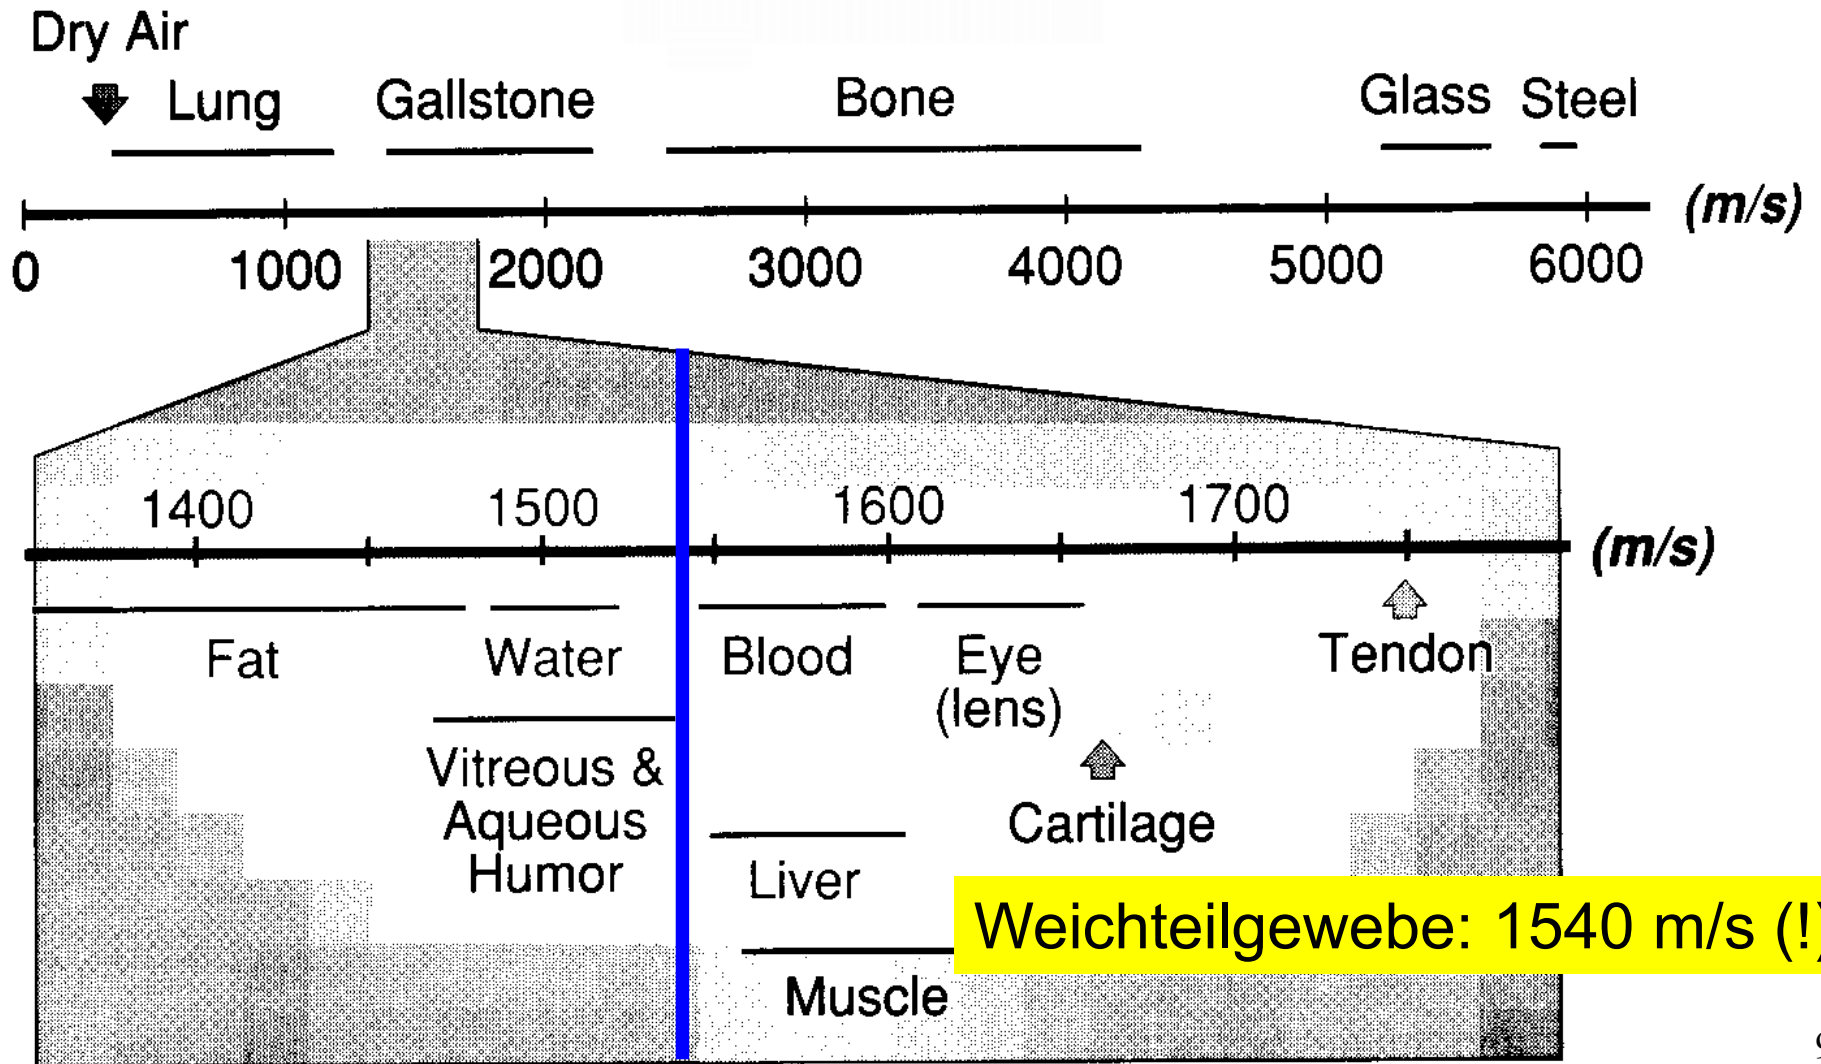 Dry Air
Lung Gallstone Bone Glass Steel
(m/s)
0 1000 2000 3000 4000 5000 6000
1400 1500 1600 1700
(m/s)
Fat Water Blood Eye (lens) Tendon
Vitreous &
Aqueous
Humor
Cartilage
Liver
Weichteilgewebe: 1540 m/s (!)
Muscle